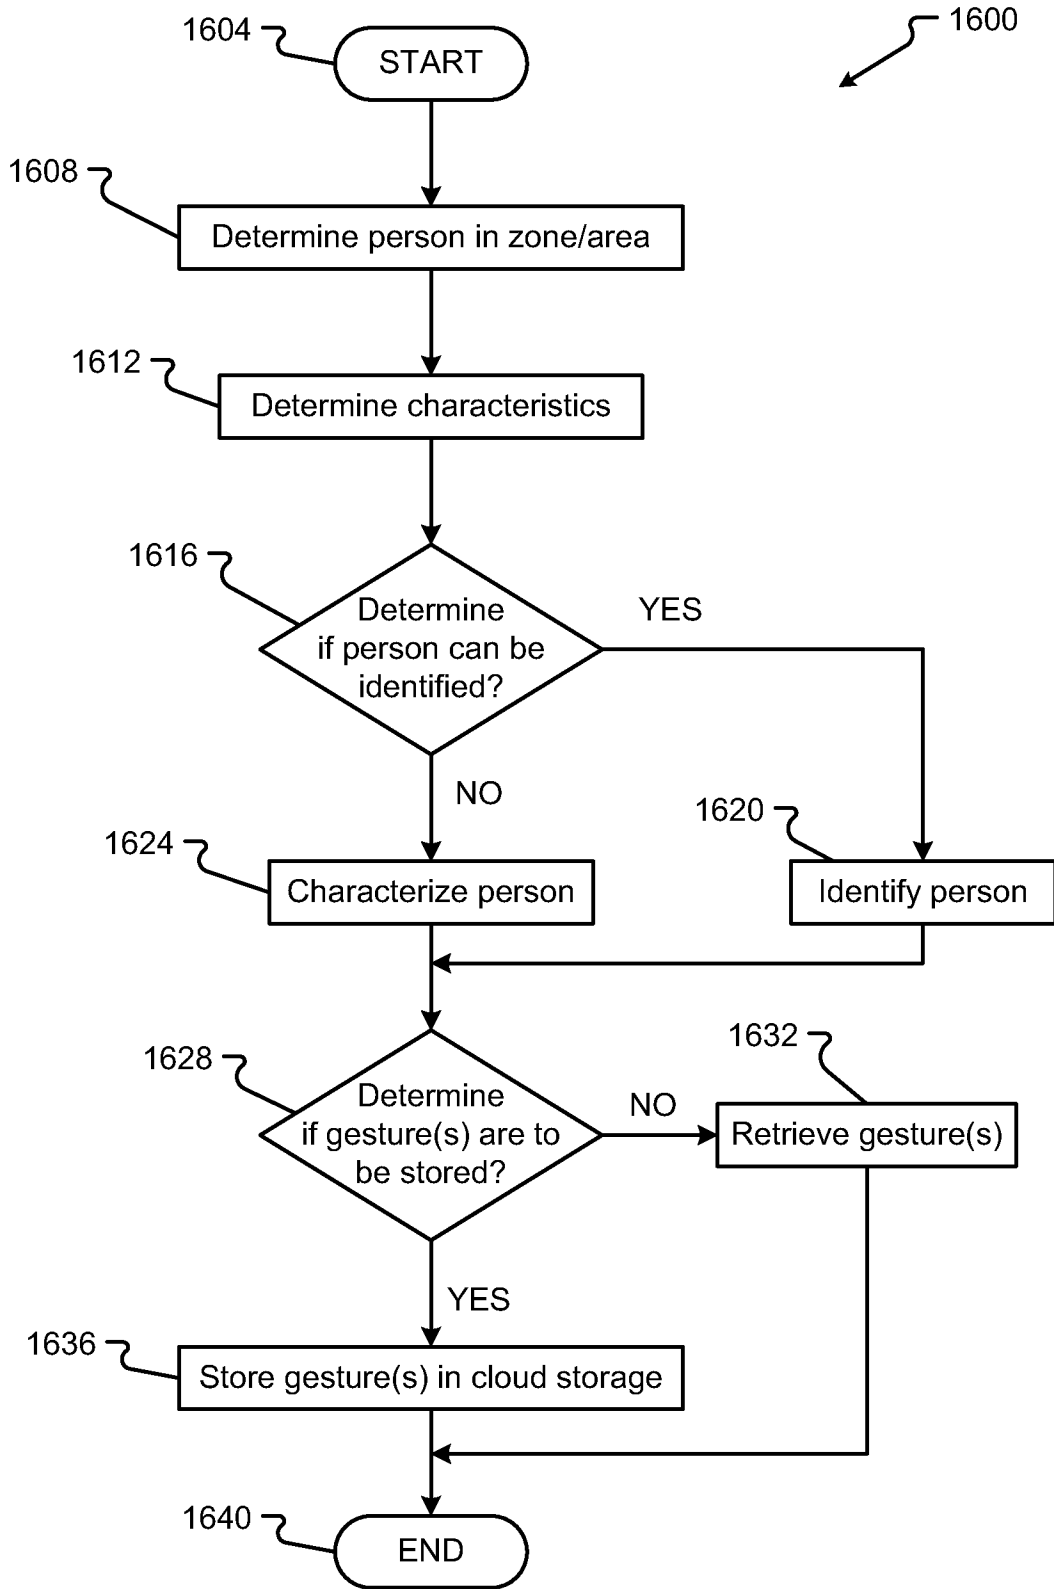 1604
START
1600
1608
Determine person in zone/area
1612
Determine characteristics
1616
Determine
if person can be
identified?
YES
NO
1620
1624
Characterize person
Identify person
1632
1628
Determine
if gesture(s) are to
be stored?
NO
Retrieve gesture(s)
YES
1636
Store gesture(s) in cloud storage
1640
END